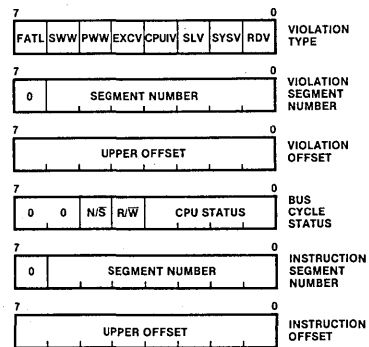 7 0
FATL SWW PWW EXCV CPUIV SLV SYSV RDV
VIOLATION
TYPE
7 0
0 SEGMENT NUMBER
VIOLATION
SEGMENT
NUMBER
7 0
UPPER OFFSET
VIOLATION
OFFSET
7 0
0 0 N/S̅ R/W̅ CPU STATUS
BUS
CYCLE
STATUS
7 0
0 SEGMENT NUMBER
INSTRUCTION
SEGMENT
NUMBER
7 0
UPPER OFFSET
INSTRUCTION
OFFSET